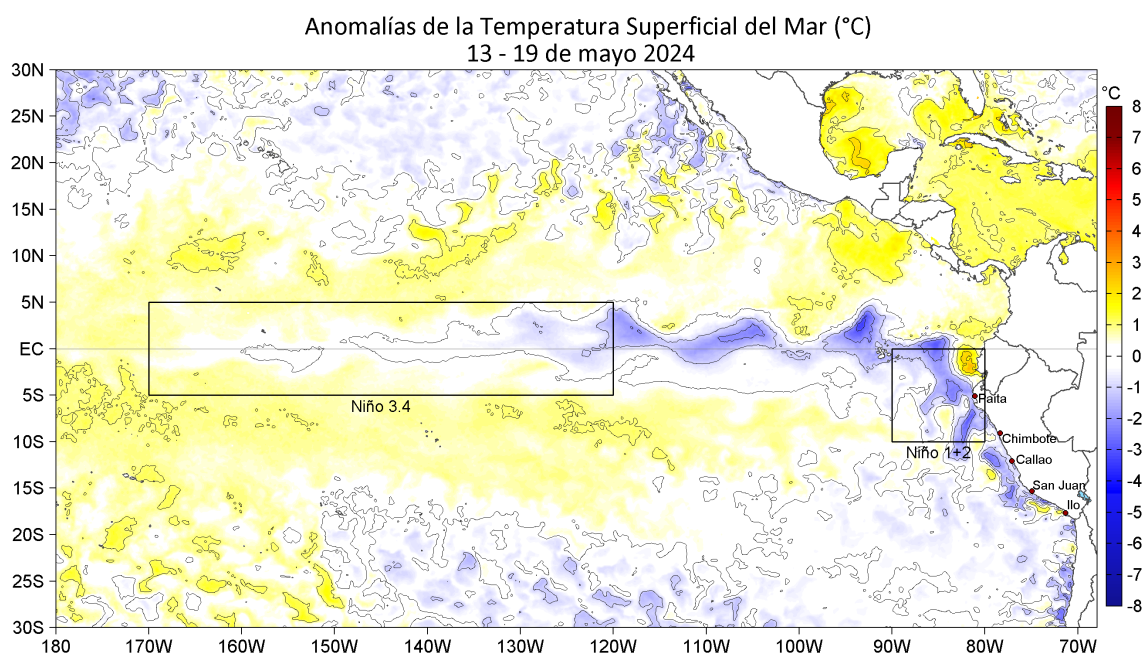 Anomalías de la Temperatura Superficial del Mar (°C)
13 - 19 de mayo 2024
30N
25N
20N
15N
10N
5N
EC
5S
10S
15S
20S
25S
30S
180
170W
160W
150W
140W
130W
120W
110W
100W
90W
80W
70W
Niño 3.4
Niño 1+2
Paita
Chimbote
Callao
San Juan
Ilo
°C
8
7
6
5
4
3
2
1
0
-1
-2
-3
-4
-5
-6
-7
-8